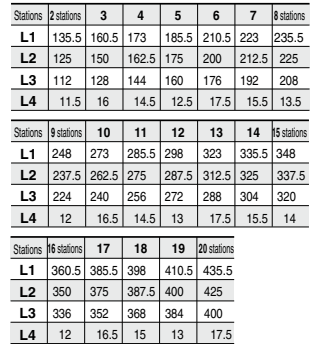 Stations 2 stations 3 4 5 6 7 8 stations
L1 135.5 160.5 173 185.5 210.5 223 235.5
L2 125 150 162.5 175 200 212.5 225
L3 112 128 144 160 176 192 208
L4 11.5 16 14.5 12.5 17.5 15.5 13.5
Stations 9 stations 10 11 12 13 14 15 stations
L1 248 273 285.5 298 323 335.5 348
L2 237.5 262.5 275 287.5 312.5 325 337.5
L3 224 240 256 272 288 304 320
L4 12 16.5 14.5 13 17.5 15.5 14
Stations 16 stations 17 18 19 20 stations
L1 360.5 385.5 398 410.5 435.5
L2 350 375 387.5 400 425
L3 336 352 368 384 400
L4 12 16.5 15 13 17.5